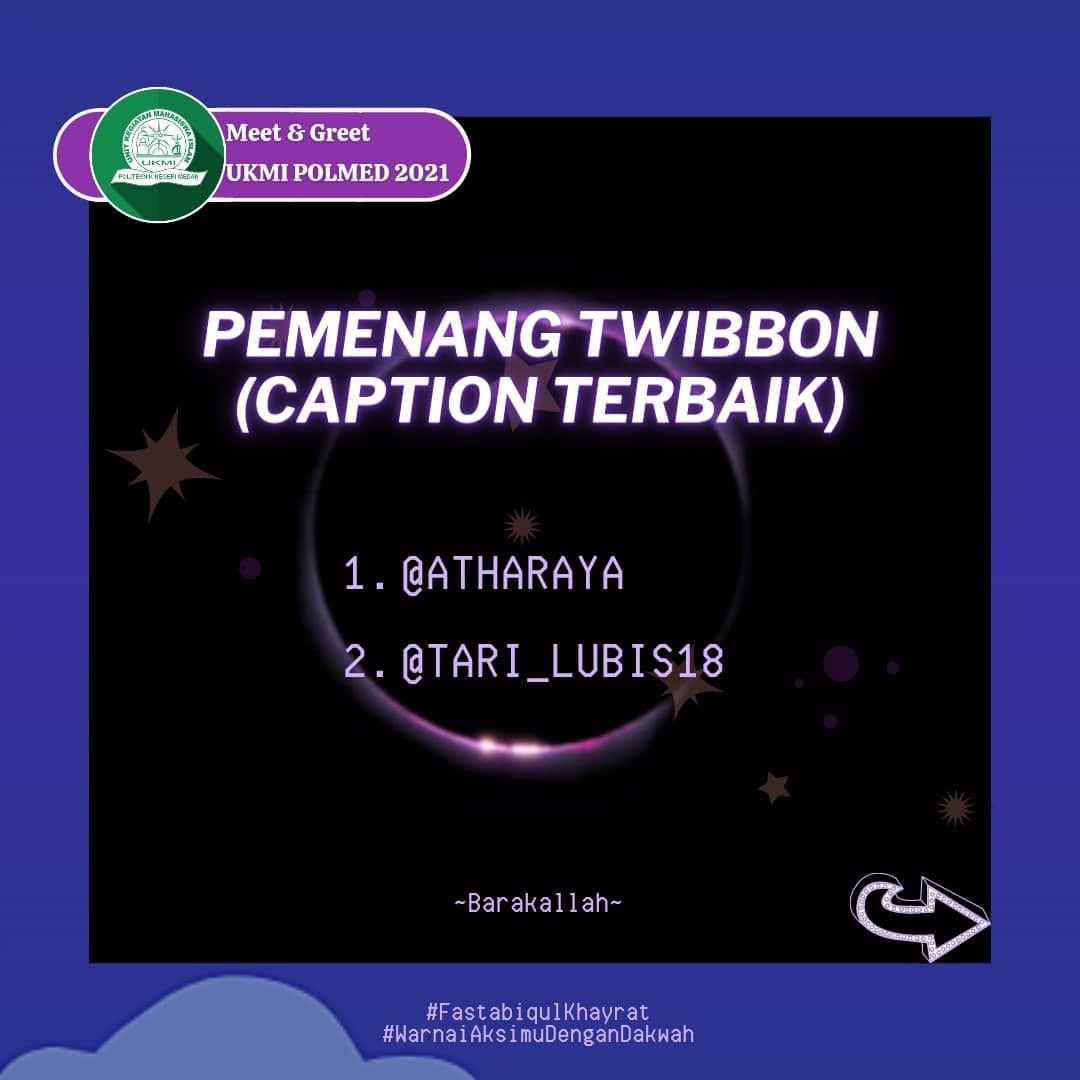 UNIT KEGIATAN MAHASISWA ISLAM
UKMI
POLITEKNIK NEGERI MEDAN
Meet & Greet
UKMI POLMED 2021
PEMENANG TWIBBON
(CAPTION TERBAIK)
1. @ATHARAYA
2. @TARI_LUBIS18
~Barakallah~
#FastabiqulKhayrat
#WarnaiAksimuDenganDakwah